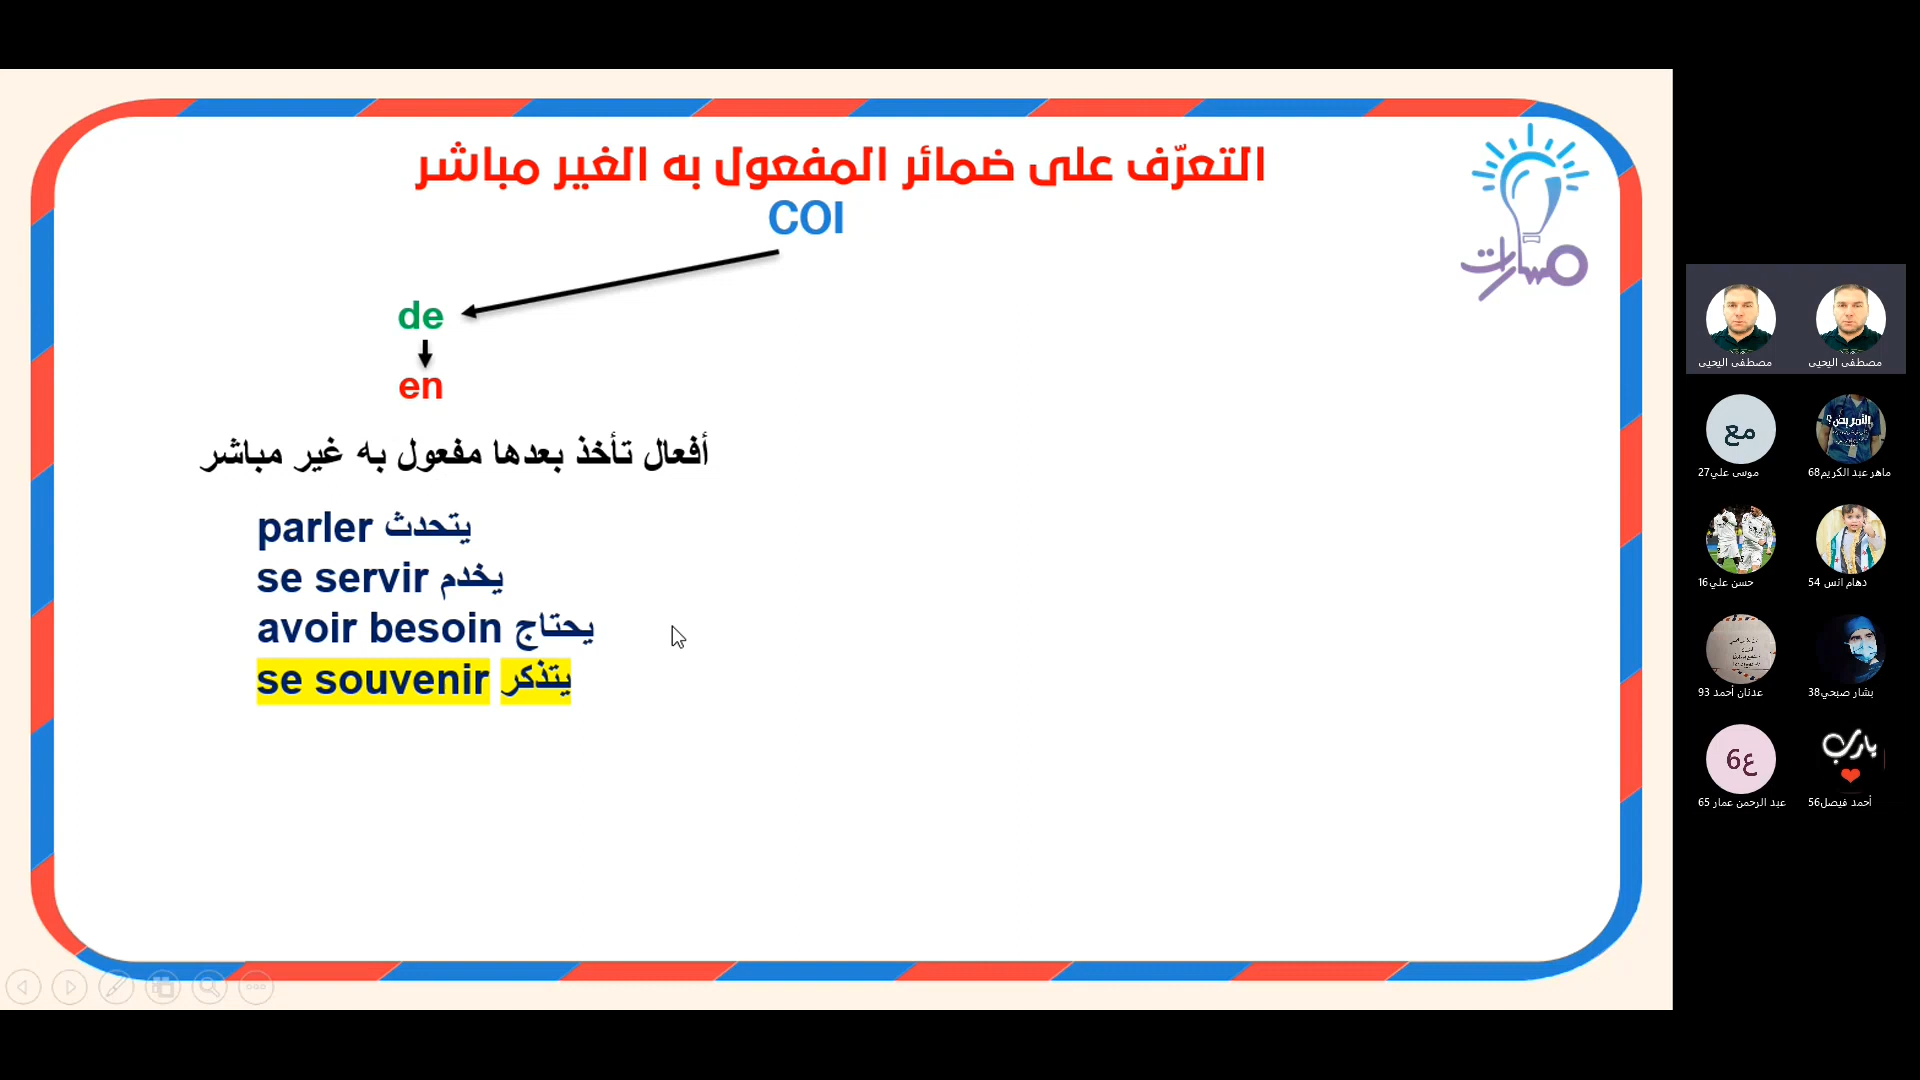 التعرّف على ضمائر المفعول به الغير مباشر
COI
مسارات
de
en
أفعال تأخذ بعدها مفعول به غير مباشر
parler يتحدث
se servir يخدم
avoir besoin يحتاج
se souvenir يتذكر
مصطفى اليحيى
مصطفى اليحيى
مع
موسى علي27
ماهر عبد الكريم68
حسن علي16
دهام انس 54
عدنان أحمد 93
بشار صبحي38
ع6
عبد الرحمن عمار 65
يارب
أحمد فيصل56